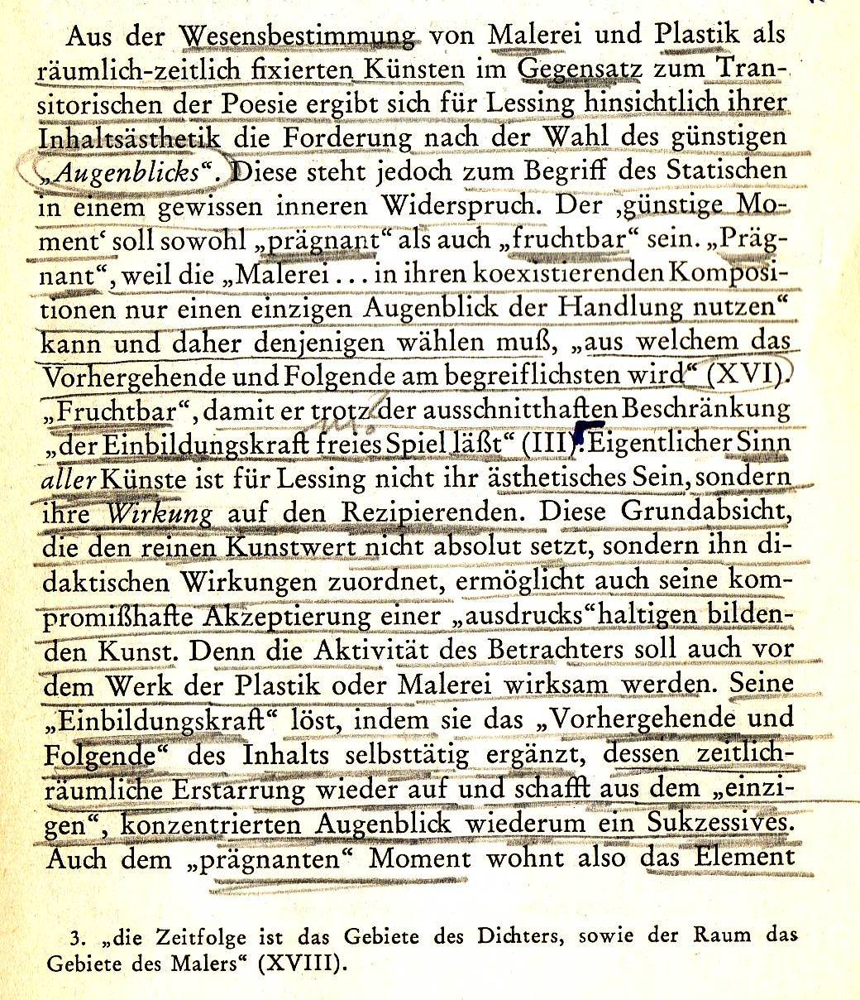 Aus der Wesensbestimmung von Malerei und Plastik als
räumlich-zeitlich fixierten Künsten im Gegensatz zum Tran-
sitorischen der Poesie ergibt sich für Lessing hinsichtlich ihrer
Inhaltsästhetik die Forderung nach der Wahl des günstigen
„Augenblicks“. Diese steht jedoch zum Begriff des Statischen
in einem gewissen inneren Widerspruch. Der ‚günstige Mo-
ment‘ soll sowohl „prägnant“ als auch „fruchtbar“ sein. „Präg-
nant“, weil die „Malerei ... in ihren koexistierenden Komposi-
tionen nur einen einzigen Augenblick der Handlung nutzen“
kann und daher denjenigen wählen muß, „aus welchem das
Vorhergehende und Folgende am begreiflichsten wird“ (XVI).
„Fruchtbar“, damit er trotz der ausschnitthaften Beschränkung
„der Einbildungskraft freies Spiel läßt“ (III). Eigentlicher Sinn
aller Künste ist für Lessing nicht ihr ästhetisches Sein, sondern
ihre Wirkung auf den Rezipierenden. Diese Grundabsicht,
die den reinen Kunstwert nicht absolut setzt, sondern ihn di-
daktischen Wirkungen zuordnet, ermöglicht auch seine kom-
promißhafte Akzeptierung einer „ausdrucks“haltigen bilden-
den Kunst. Denn die Aktivität des Betrachters soll auch vor
dem Werk der Plastik oder Malerei wirksam werden. Seine
„Einbildungskraft“ löst, indem sie das „Vorhergehende und
Folgende“ des Inhalts selbsttätig ergänzt, dessen zeitlich-
räumliche Erstarrung wieder auf und schafft aus dem „einzi-
gen“, konzentrierten Augenblick wiederum ein Sukzessives.
Auch dem „prägnanten“ Moment wohnt also das Element
3. „die Zeitfolge ist das Gebiete des Dichters, sowie der Raum das
Gebiete des Malers“ (XVIII).